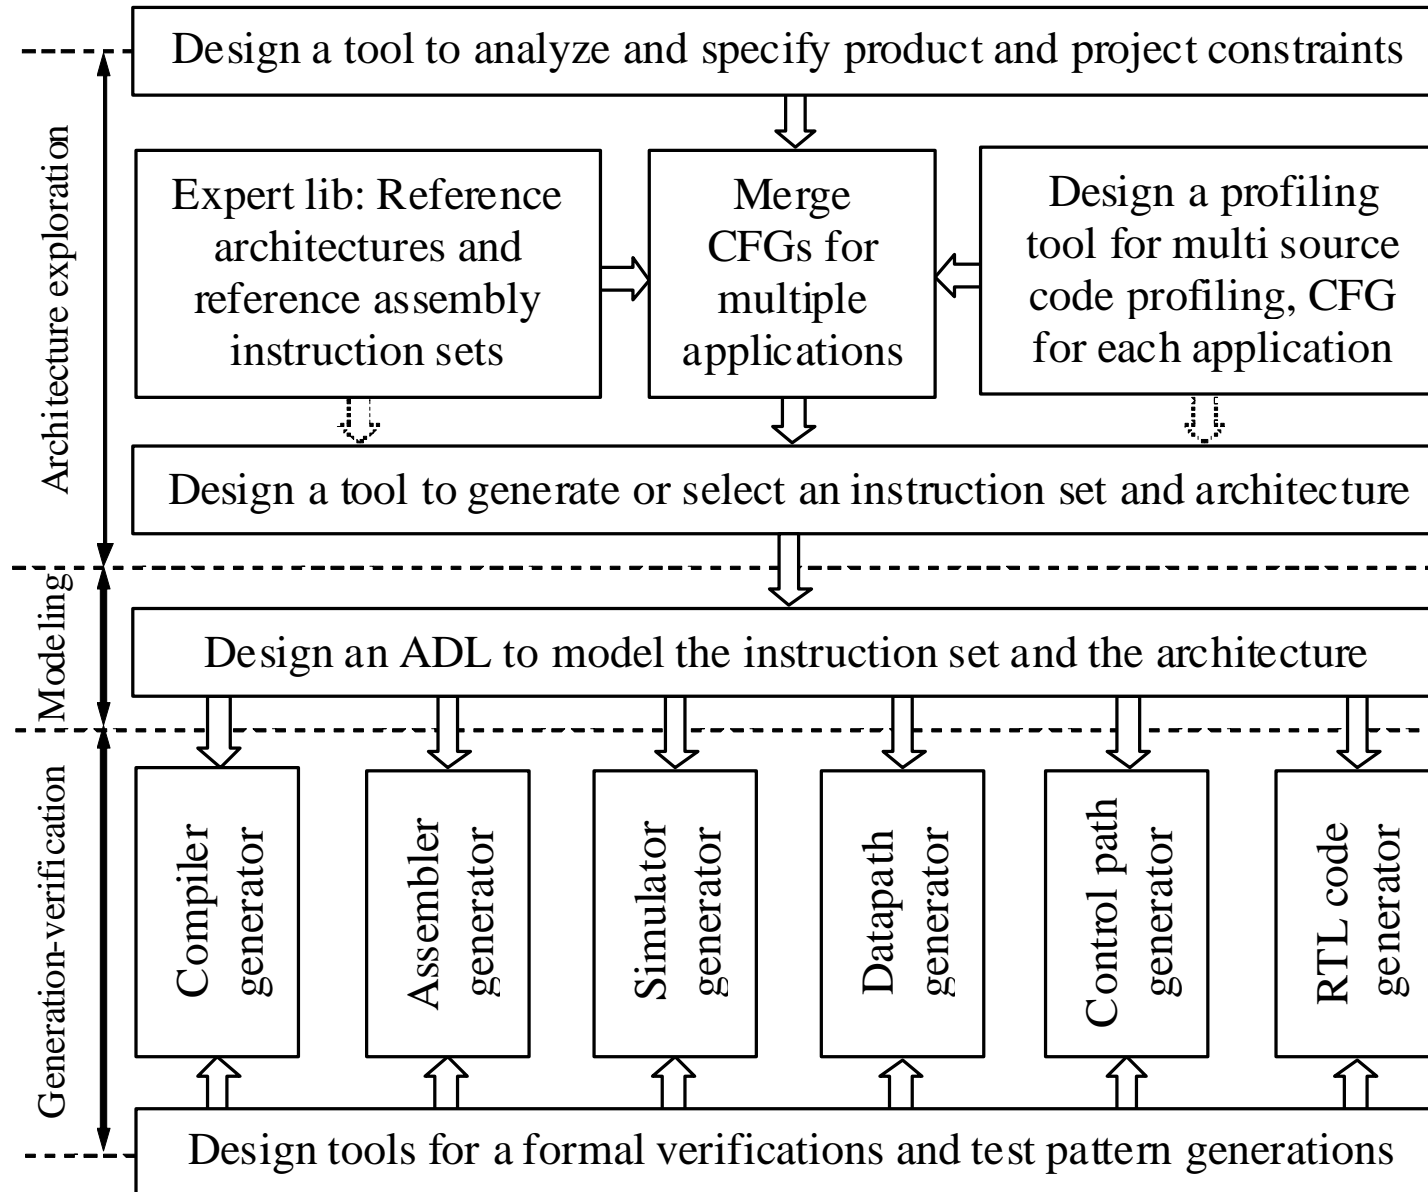 Design a tool to analyze and specify product and project constraints
Architecture exploration
Expert lib: Reference
architectures and
reference assembly
instruction sets
Merge
CFGs for
multiple
applications
Design a profiling
tool for multi source
code profiling, CFG
for each application
Design a tool to generate or select an instruction set and architecture
Modeling
Design an ADL to model the instruction set and the architecture
Generation-verification
Compiler
generator
Assembler
generator
Simulator
generator
Datapath
generator
Control path
generator
RTL code
generator
Design tools for a formal verifications and test pattern generations